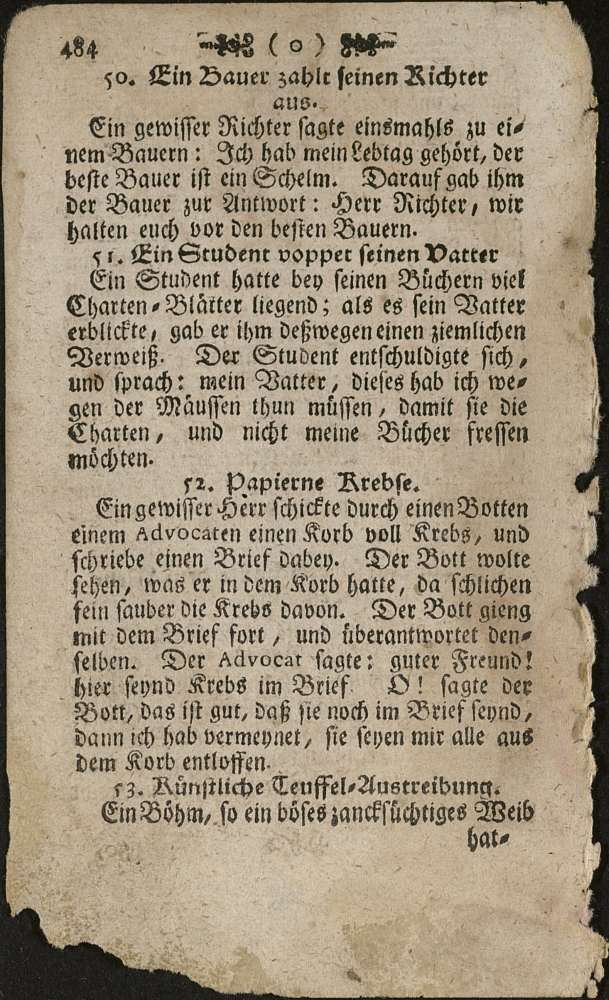 484 ( o )
50. Ein Bauer zahlt seinen Richter
aus.
Ein gewisser Richter sagte einsmahls zu ei-
nem Bauern: Ich hab mein Lebtag gehört, der
beste Bauer ist ein Schelm. Darauf gab ihm
der Bauer zur Antwort: Herr Richter, wir
halten euch vor den besten Bauern.
51. Ein Student voppet seinen Vatter
Ein Student hatte bey seinen Büchern viel
Charten-Blätter liegend; als es sein Vatter
erblickte, gab er ihm deßwegen einen ziemlichen
Verweiß. Der Student entschuldigte sich,
und sprach: mein Vatter, dieses hab ich we-
gen der Mäussen thun müssen, damit sie die
Charten, und nicht meine Bücher fressen
möchten.
52. Papierne Krebse.
Ein gewisser Herr schickte durch einen Botten
einem Advocaten einen Korb voll Krebs, und
schriebe einen Brief dabey. Der Bott wolte
sehen, was er in dem Korb hatte, da schlichen
fein sauber die Krebs davon. Der Bott gieng
mit dem Brief fort, und überantwortet den-
selben. Der Advocat sagte: guter Freund!
hier seynd Krebs im Brief O! sagte der
Bott, das ist gut, daß sie noch im Brief seynd,
dann ich hab vermeynet, sie seyen mir alle aus
dem Korb entloffen.
53. Künstliche Teuffel-Austreibung.
Ein Böhm, so ein böses zancksüchtiges Weib
hat-